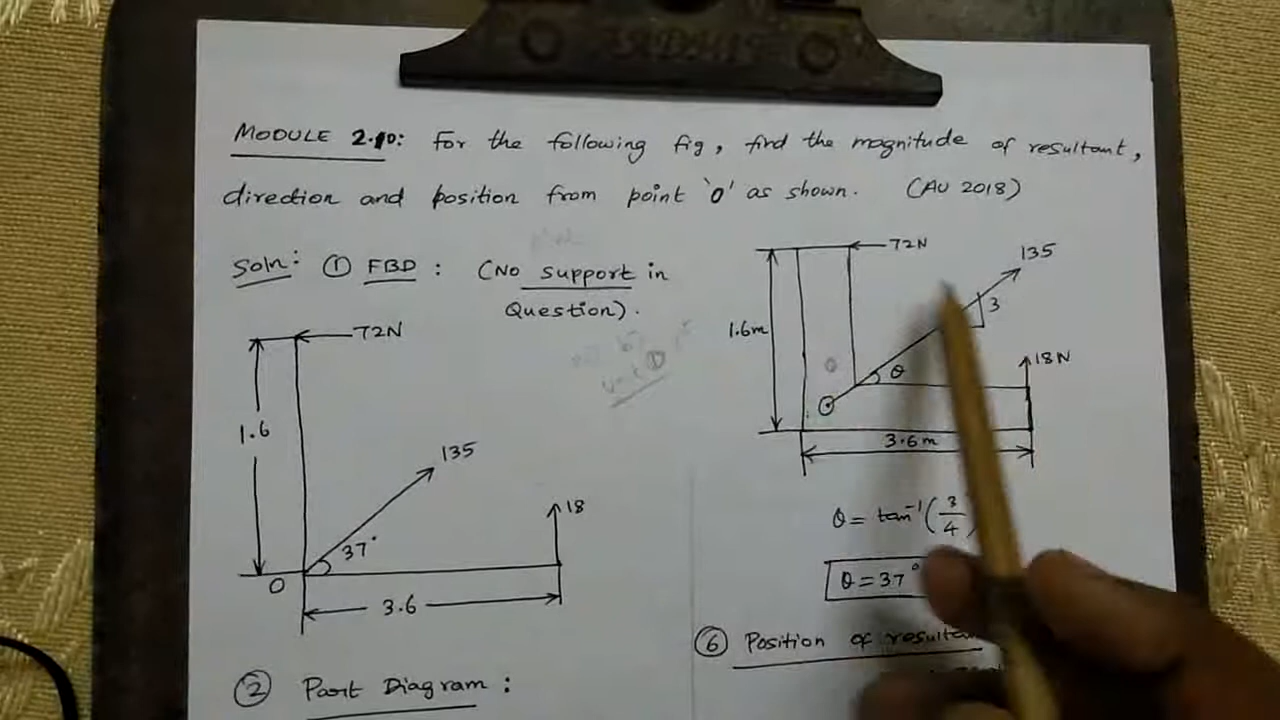 MODULE 2.10: For the following fig, find the magnitude of resultant,
direction and position from point 'O' as shown. (AU 2018)
Soln: ① FBD : (No support in
Question).
72N
1.6
135
37°
18
O
3.6
② Part Diagram :
72N
135
3
1.6m
θ
18N
O
3.6m
θ = tan⁻¹(3/4
θ = 37°
⑥ Position of